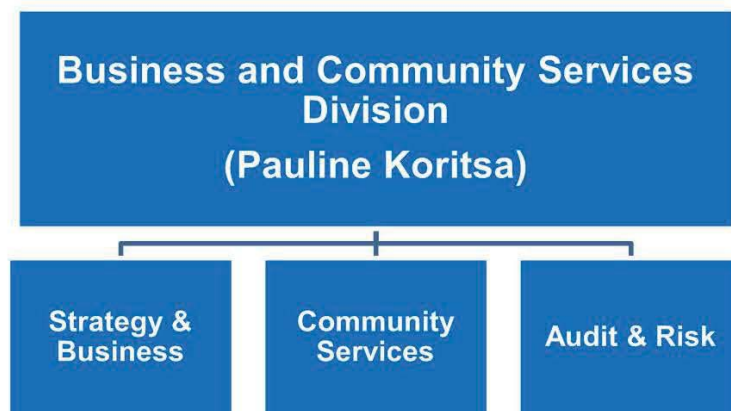 Business and Community Services
Division
(Pauline Koritsa)
Strategy &
Business
Community
Services
Audit & Risk